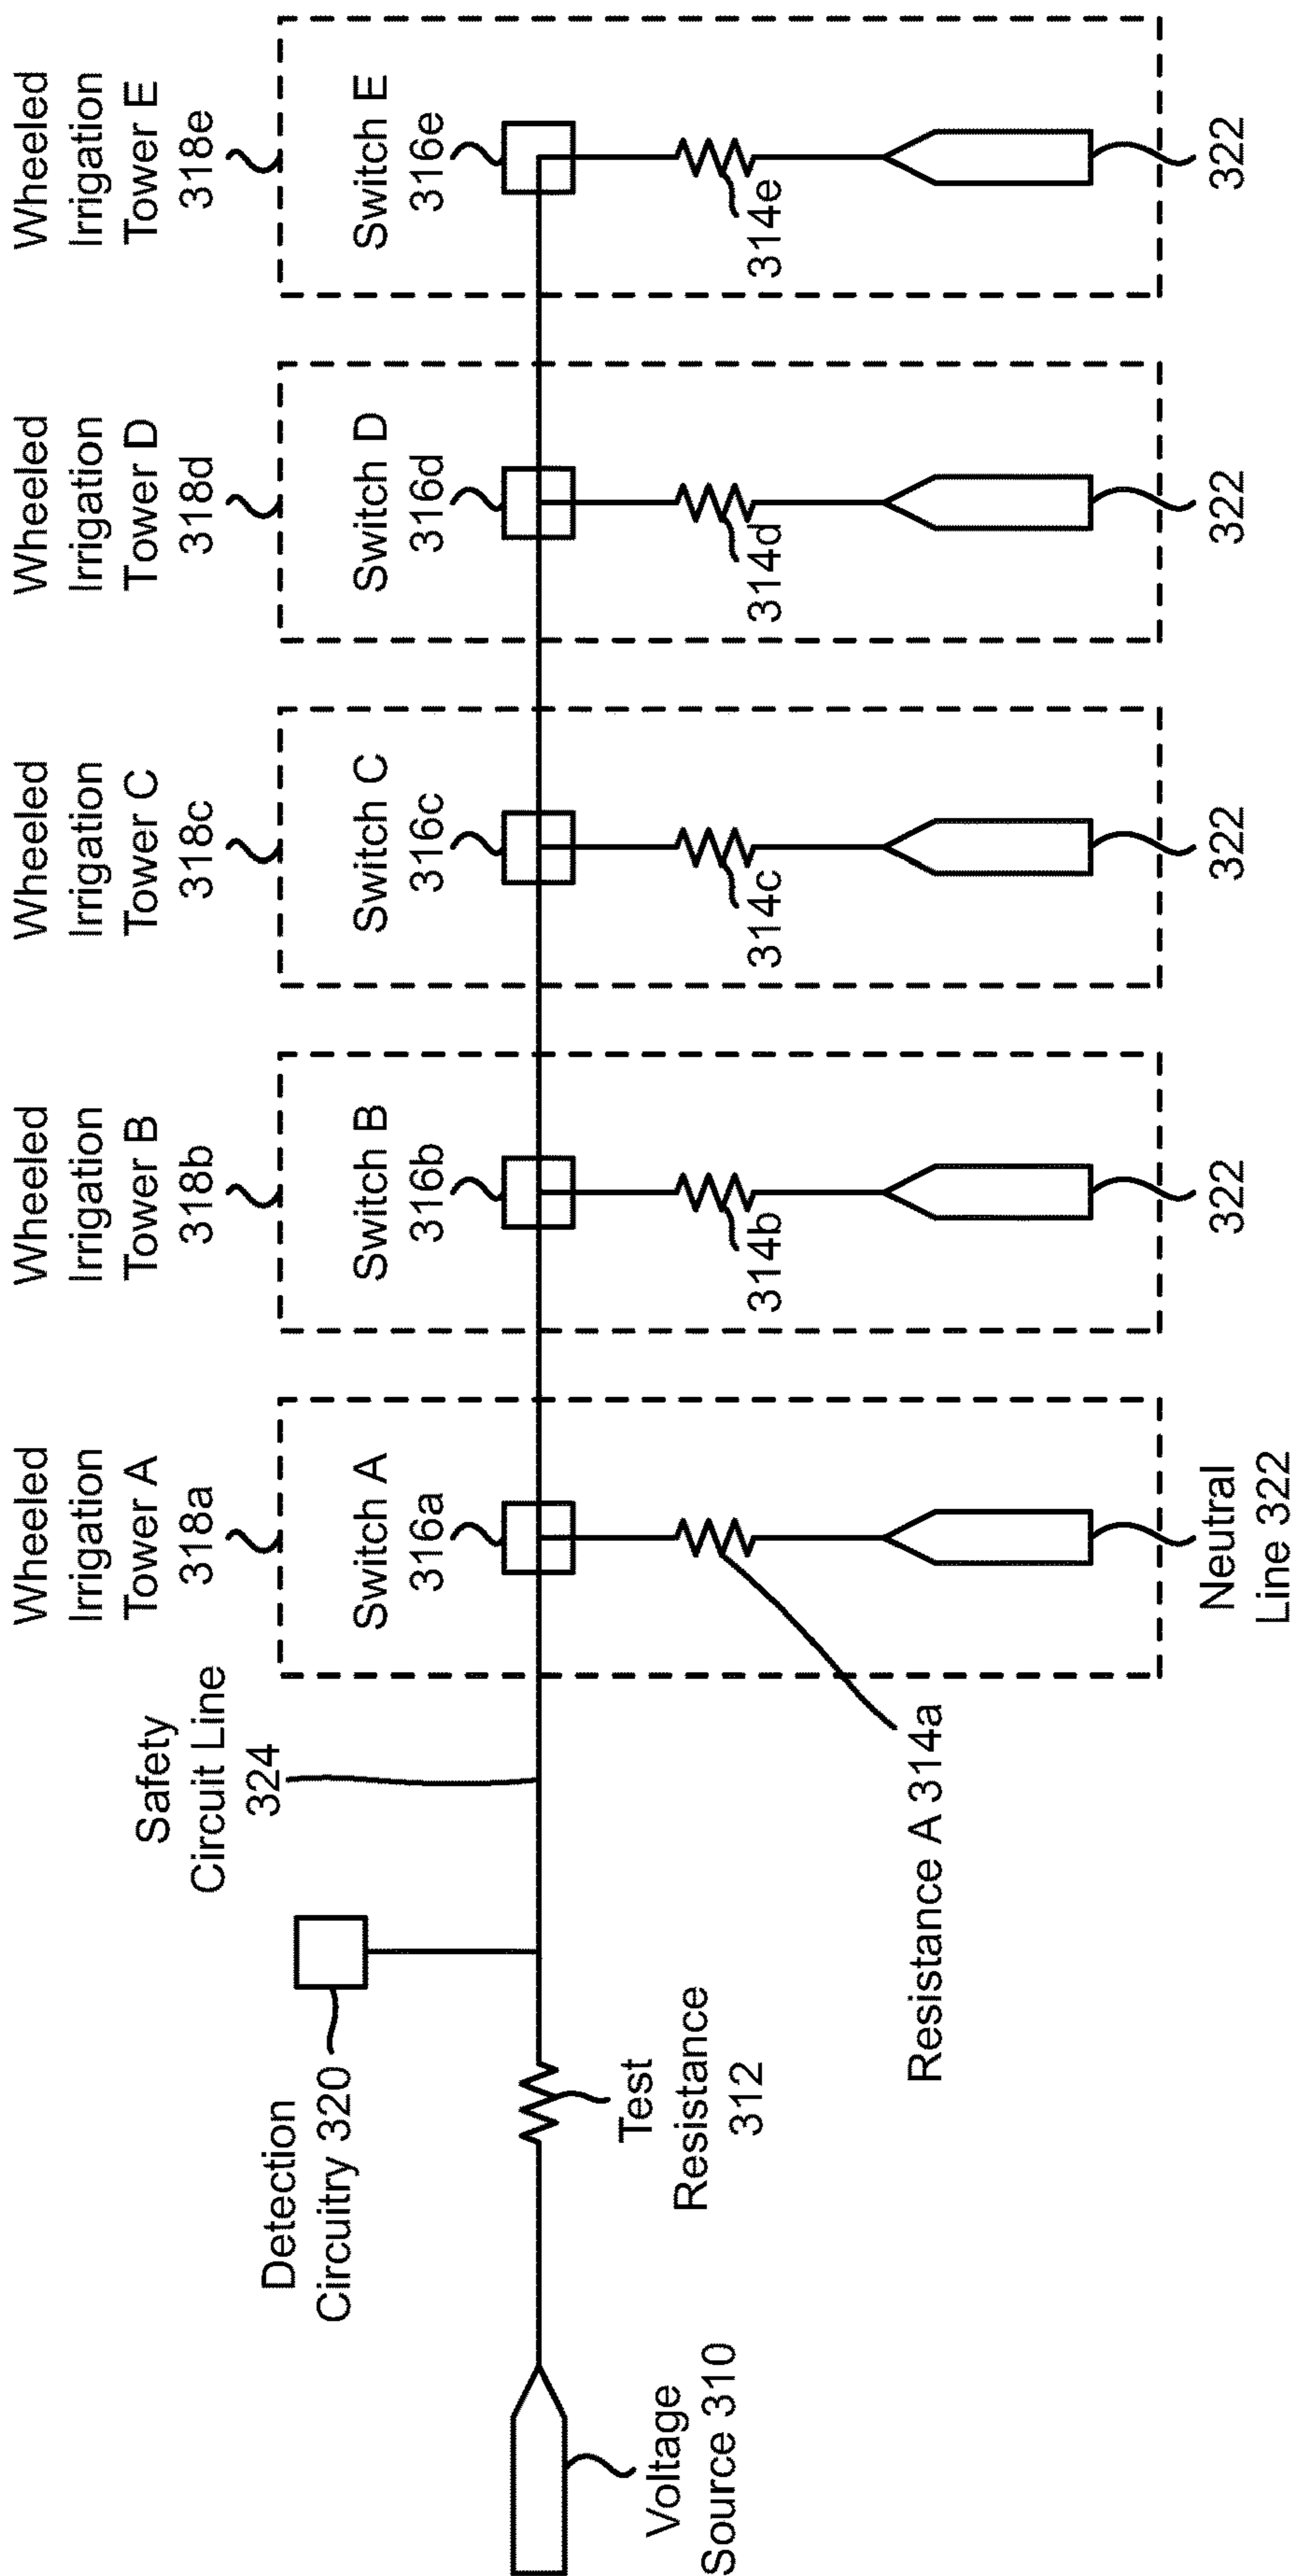 Wheeled
Irrigation
Tower A
318a
Wheeled
Irrigation
Tower B
318b
Wheeled
Irrigation
Tower C
318c
Wheeled
Irrigation
Tower D
318d
Wheeled
Irrigation
Tower E
318e
Safety
Circuit Line
324
Detection
Circuitry 320
Switch A
316a
Switch B
316b
Switch C
316c
Switch D
316d
Switch E
316e
Voltage
Source 310
Test
Resistance
312
Resistance A 314a
314b
314c
314d
314e
Neutral
Line 322
322
322
322
322